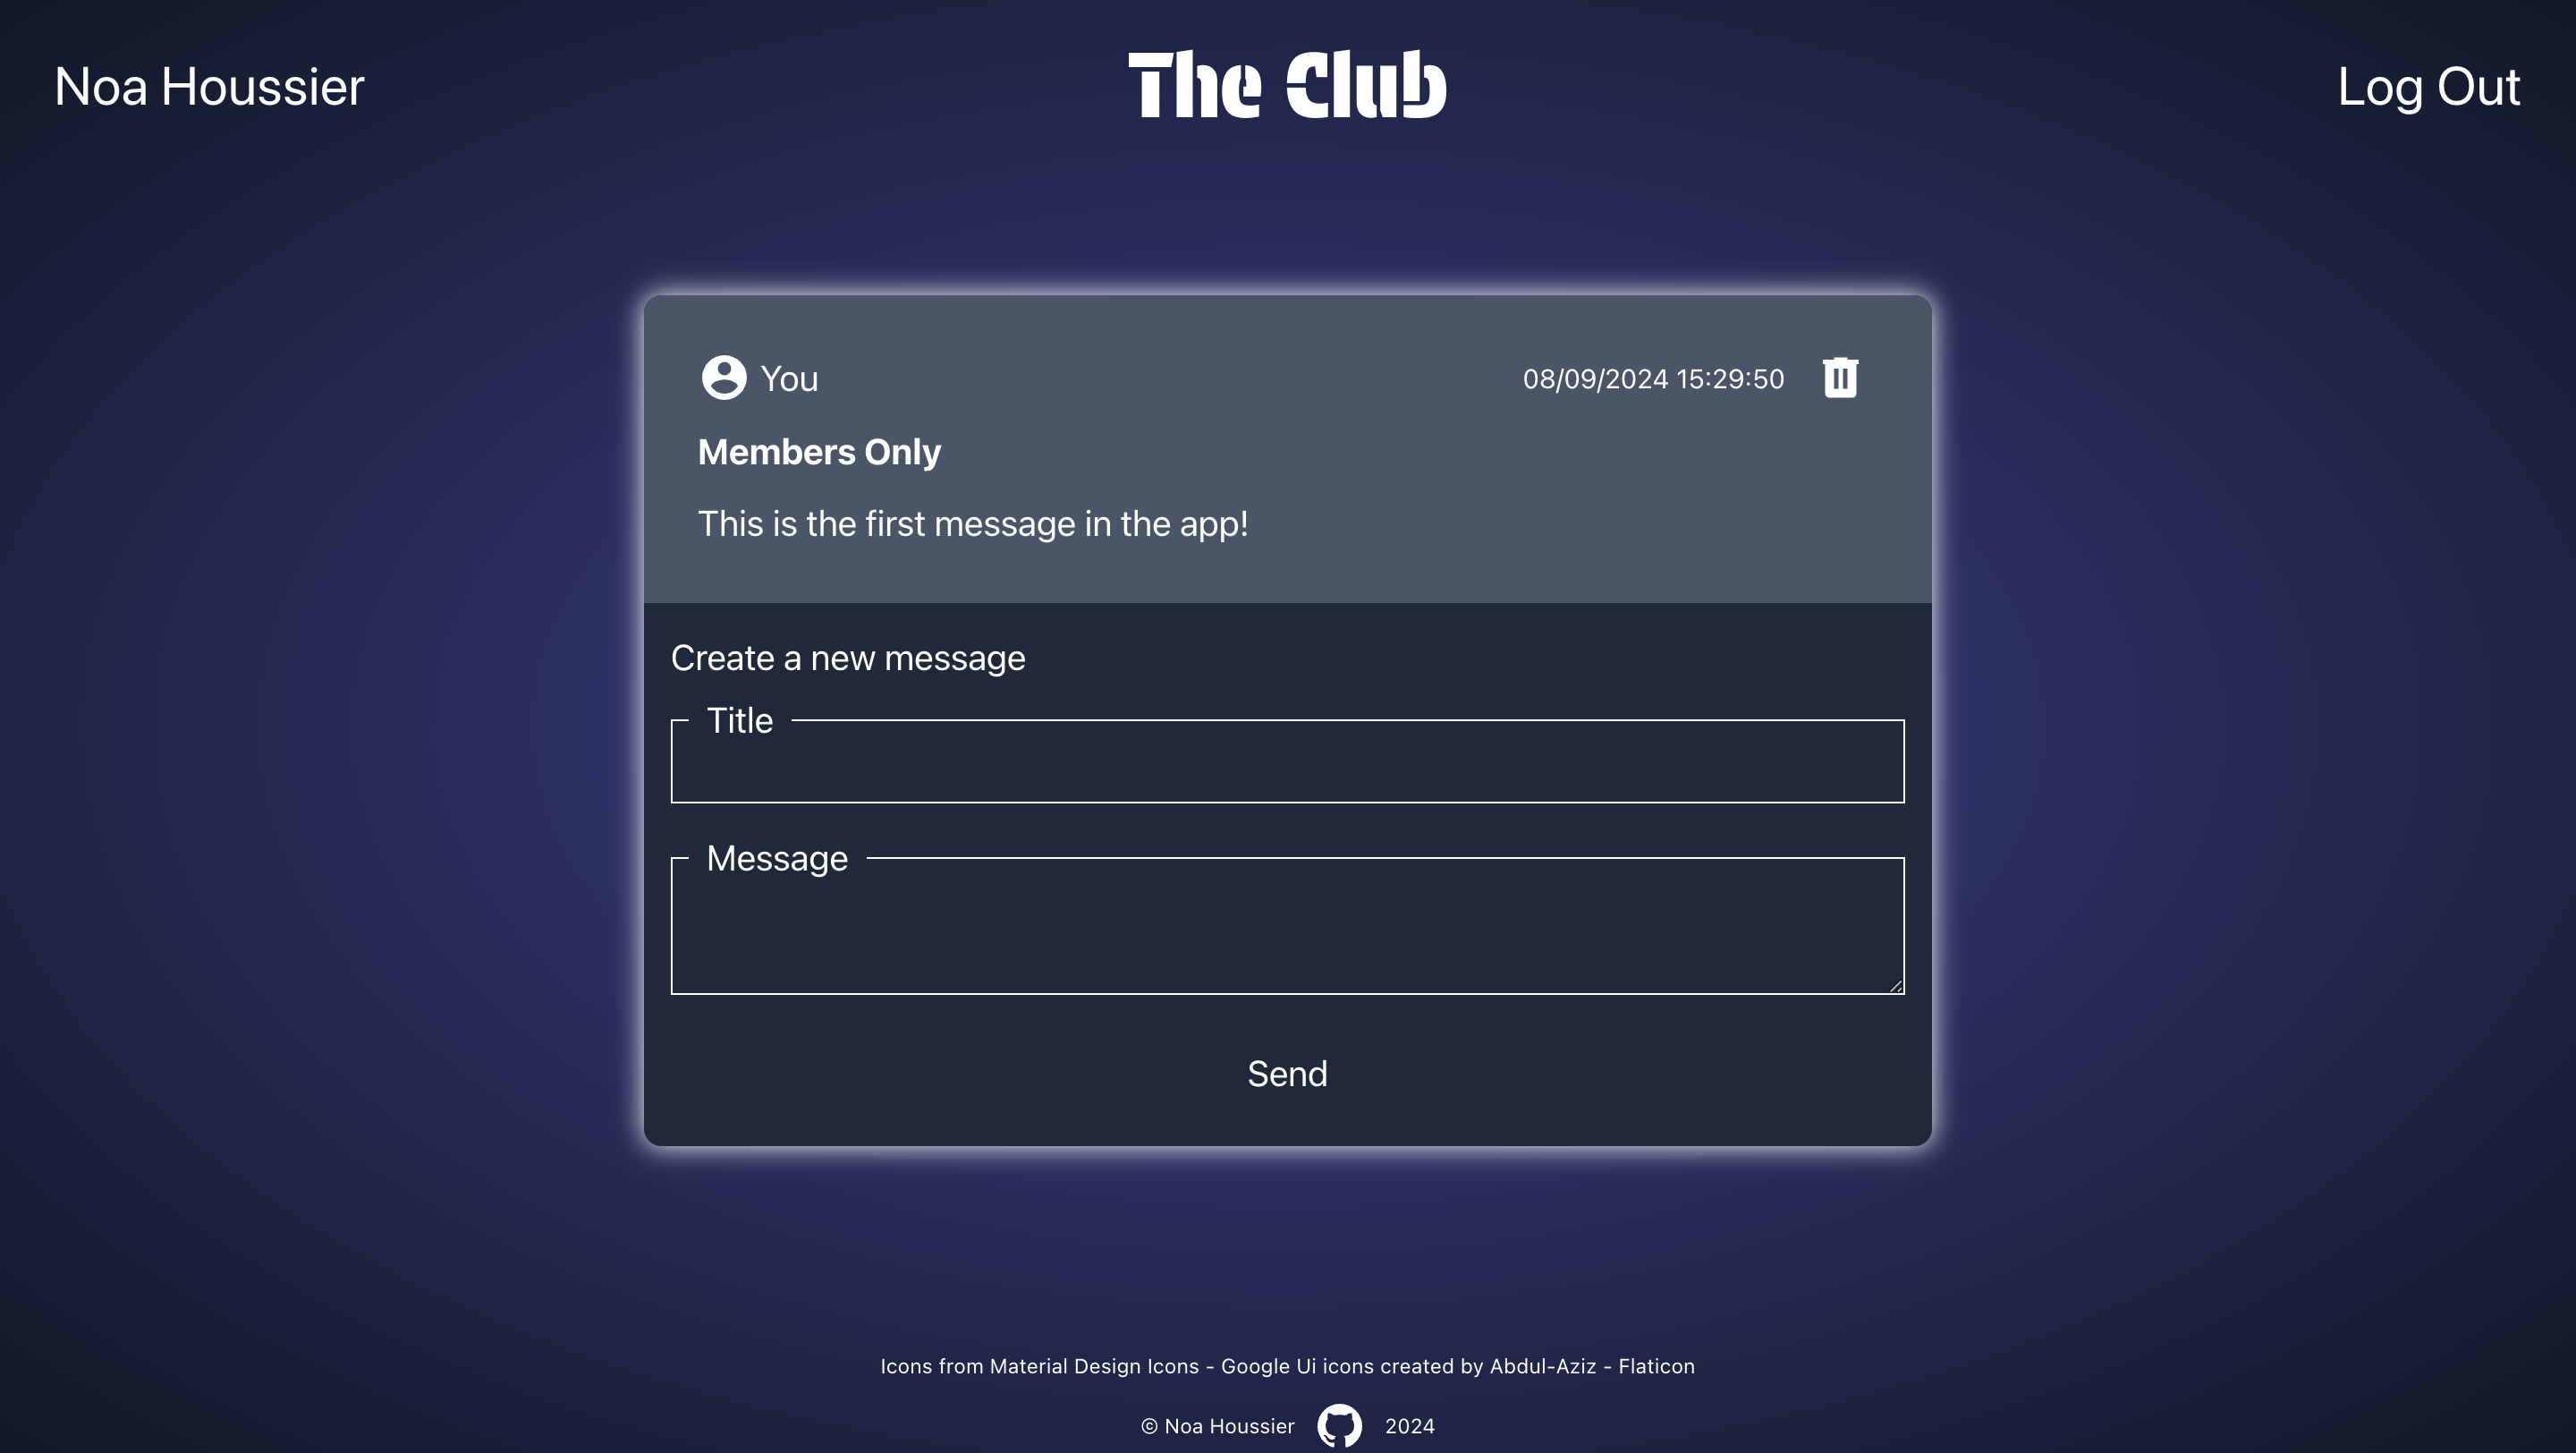 Noa Houssier
The Club
Log Out
You
08/09/2024 15:29:50
Members Only
This is the first message in the app!
Create a new message
Title
Message
Send
Icons from Material Design Icons - Google Ui icons created by Abdul-Aziz - Flaticon
© Noa Houssier 2024